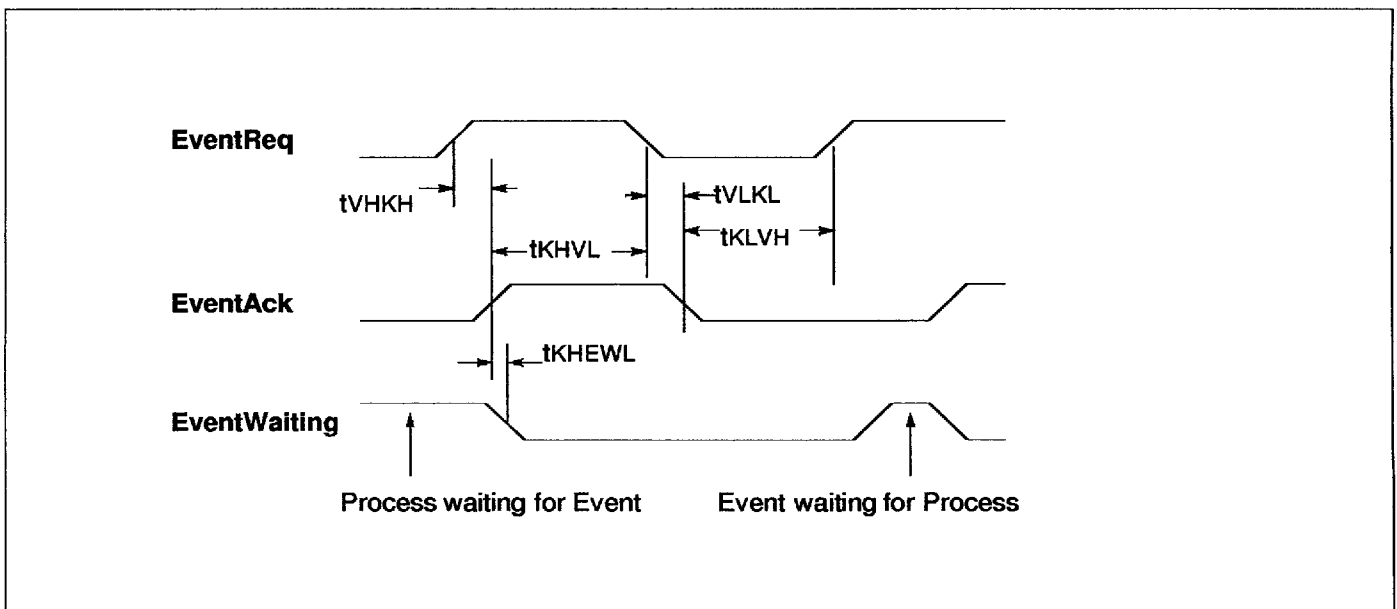 EventReq
tVHKH
tVLKL
tKHVL
tKLVH
EventAck
tKHEWL
EventWaiting
Process waiting for Event
Event waiting for Process